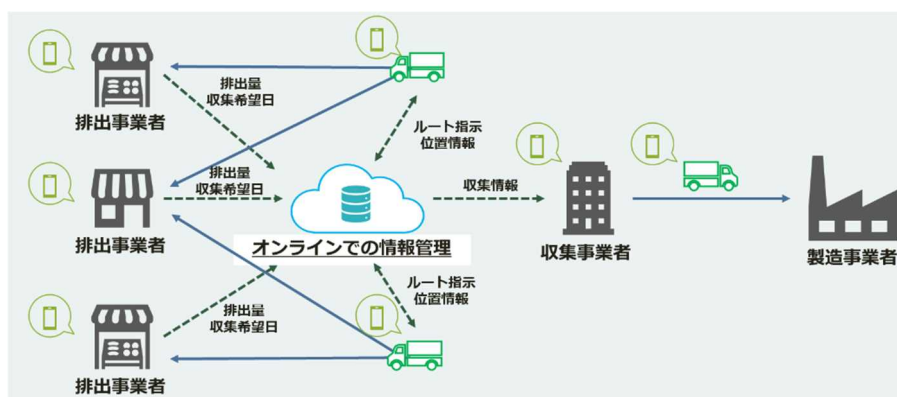 排出事業者
排出量
収集希望日
ルート指示
位置情報
排出事業者
排出量
収集希望日
オンラインでの情報管理
収集情報
収集事業者
製造事業者
排出事業者
排出量
収集希望日
ルート指示
位置情報